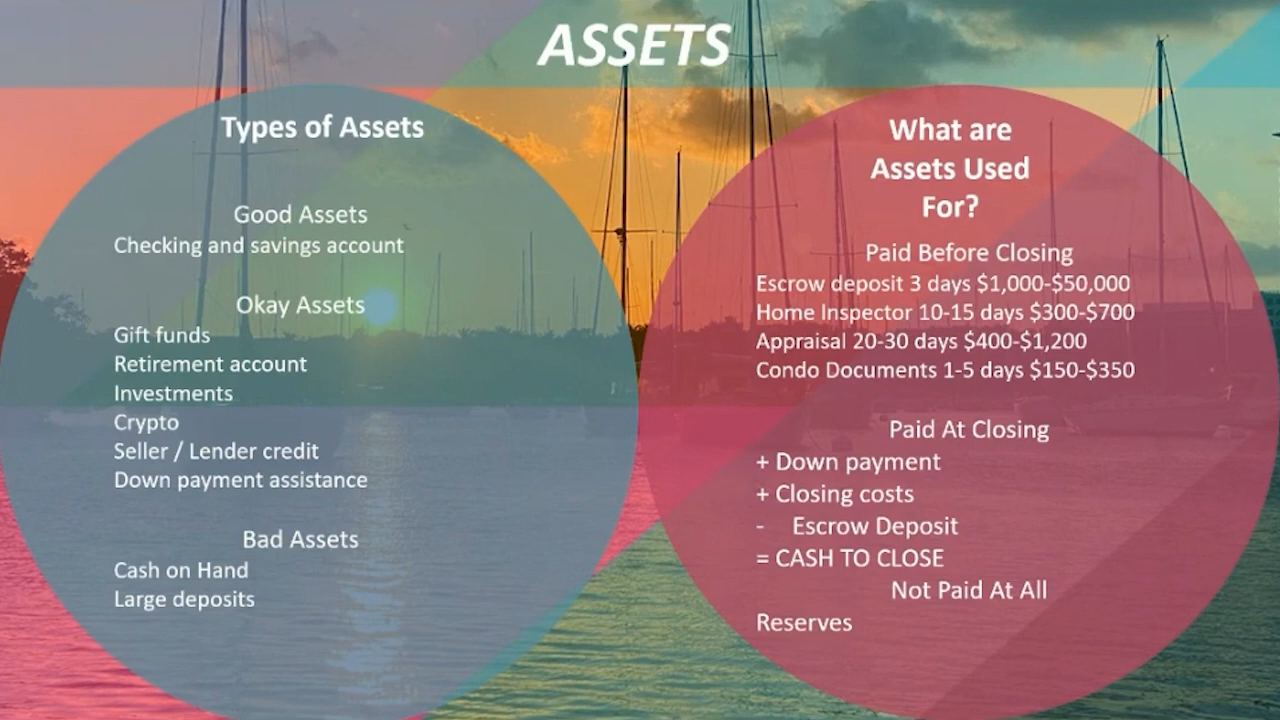 ASSETS
Types of Assets
Good Assets
Checking and savings account
Okay Assets
Gift funds
Retirement account
Investments
Crypto
Seller / Lender credit
Down payment assistance
Bad Assets
Cash on Hand
Large deposits
What are
Assets Used
For?
Paid Before Closing
Escrow deposit 3 days $1,000-$50,000
Home Inspector 10-15 days $300-$700
Appraisal 20-30 days $400-$1,200
Condo Documents 1-5 days $150-$350
Paid At Closing
+ Down payment
+ Closing costs
- Escrow Deposit
= CASH TO CLOSE
Not Paid At All
Reserves